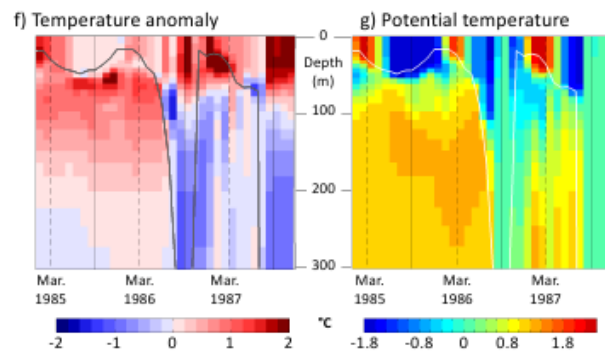 f) Temperature anomaly
g) Potential temperature
0
Depth
(m)
100
200
300
Mar. Mar. Mar. Mar. Mar. Mar.
1985 1986 1987 1985 1986 1987
°C
-2 -1 0 1 2
-1.8 -0.8 0 0.8 1.8